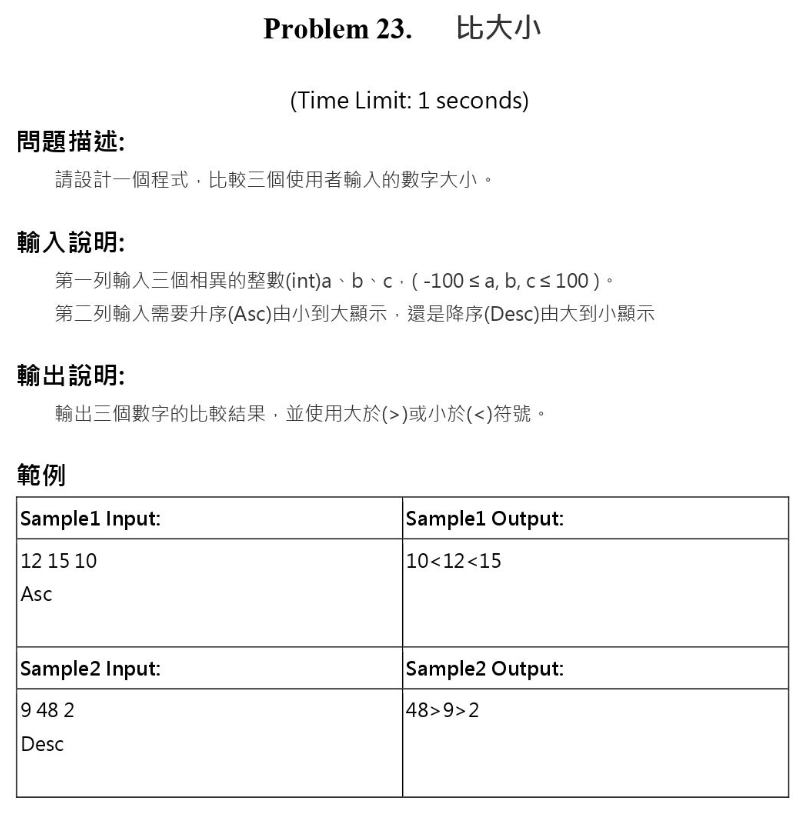 Problem 23. 比大小
(Time Limit: 1 seconds)
問題描述:
請設計一個程式，比較三個使用者輸入的數字大小。
輸入說明:
第一列輸入三個相異的整數(int)a、b、c，( -100 ≤ a, b, c ≤ 100 )。
第二列輸入需要升序(Asc)由小到大顯示，還是降序(Desc)由大到小顯示
輸出說明:
輸出三個數字的比較結果，並使用大於(>)或小於(<)符號。
範例
Sample1 Input:
Sample1 Output:
12 15 10
Asc
10<12<15
Sample2 Input:
Sample2 Output:
9 48 2
Desc
48>9>2